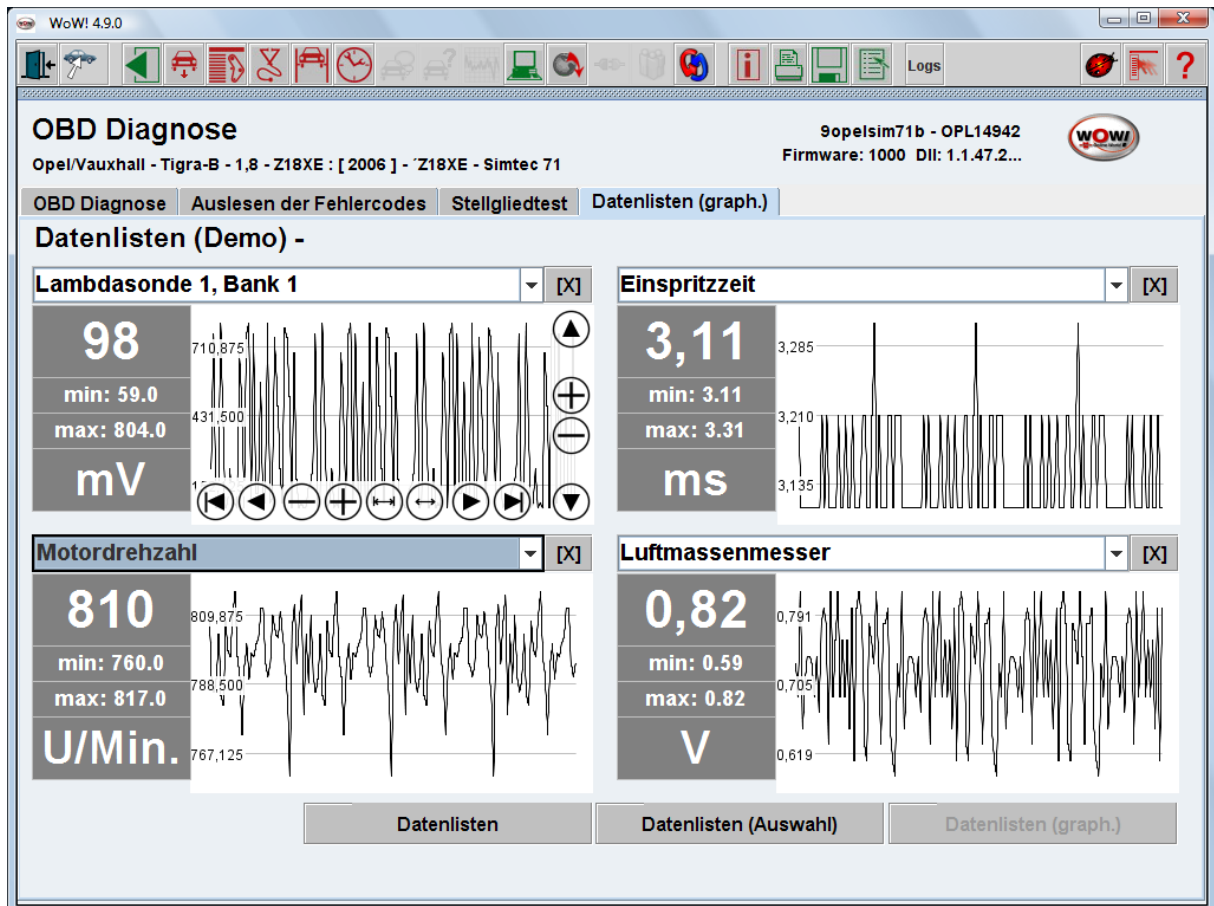 WoW! 4.9.0
Logs
OBD Diagnose
Opel/Vauxhall - Tigra-B - 1,8 - Z18XE : [ 2006 ] - ´Z18XE - Simtec 71
9opelsim71b - OPL14942
Firmware: 1000 Dll: 1.1.47.2...
WOW!
OBD Diagnose
Auslesen der Fehlercodes
Stellgliedtest
Datenlisten (graph.)
Datenlisten (Demo) -
Lambdasonde 1, Bank 1
[X]
98
min: 59.0
max: 804.0
mV
710,875
431,500
Einspritzzeit
[X]
3,11
min: 3.11
max: 3.31
ms
3,285
3,210
3,135
Motordrehzahl
[X]
810
min: 760.0
max: 817.0
U/Min.
809,875
788,500
767,125
Luftmassenmesser
[X]
0,82
min: 0.59
max: 0.82
V
0,791
0,705
0,619
Datenlisten
Datenlisten (Auswahl)
Datenlisten (graph.)